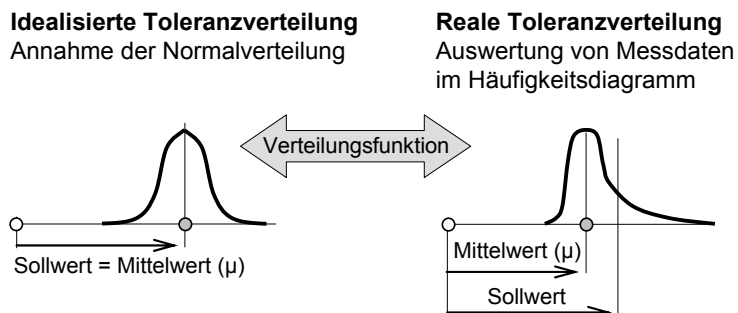 Idealisierte Toleranzverteilung
Annahme der Normalverteilung
Reale Toleranzverteilung
Auswertung von Messdaten
im Häufigkeitsdiagramm
Verteilungsfunktion
Sollwert = Mittelwert (μ)
Mittelwert (μ)
Sollwert